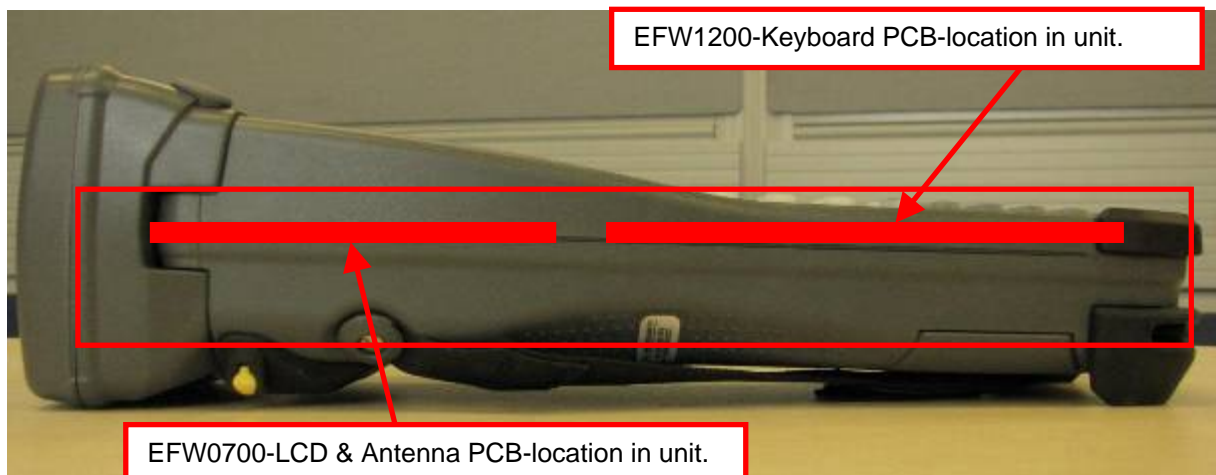 EFW1200-Keyboard PCB-location in unit.
EFW0700-LCD & Antenna PCB-location in unit.